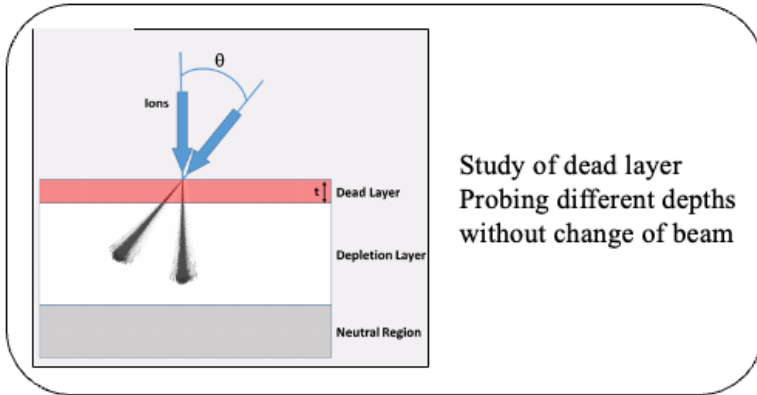 θ
Ions
t
Dead Layer
Depletion Layer
Neutral Region
Study of dead layer
Probing different depths
without change of beam